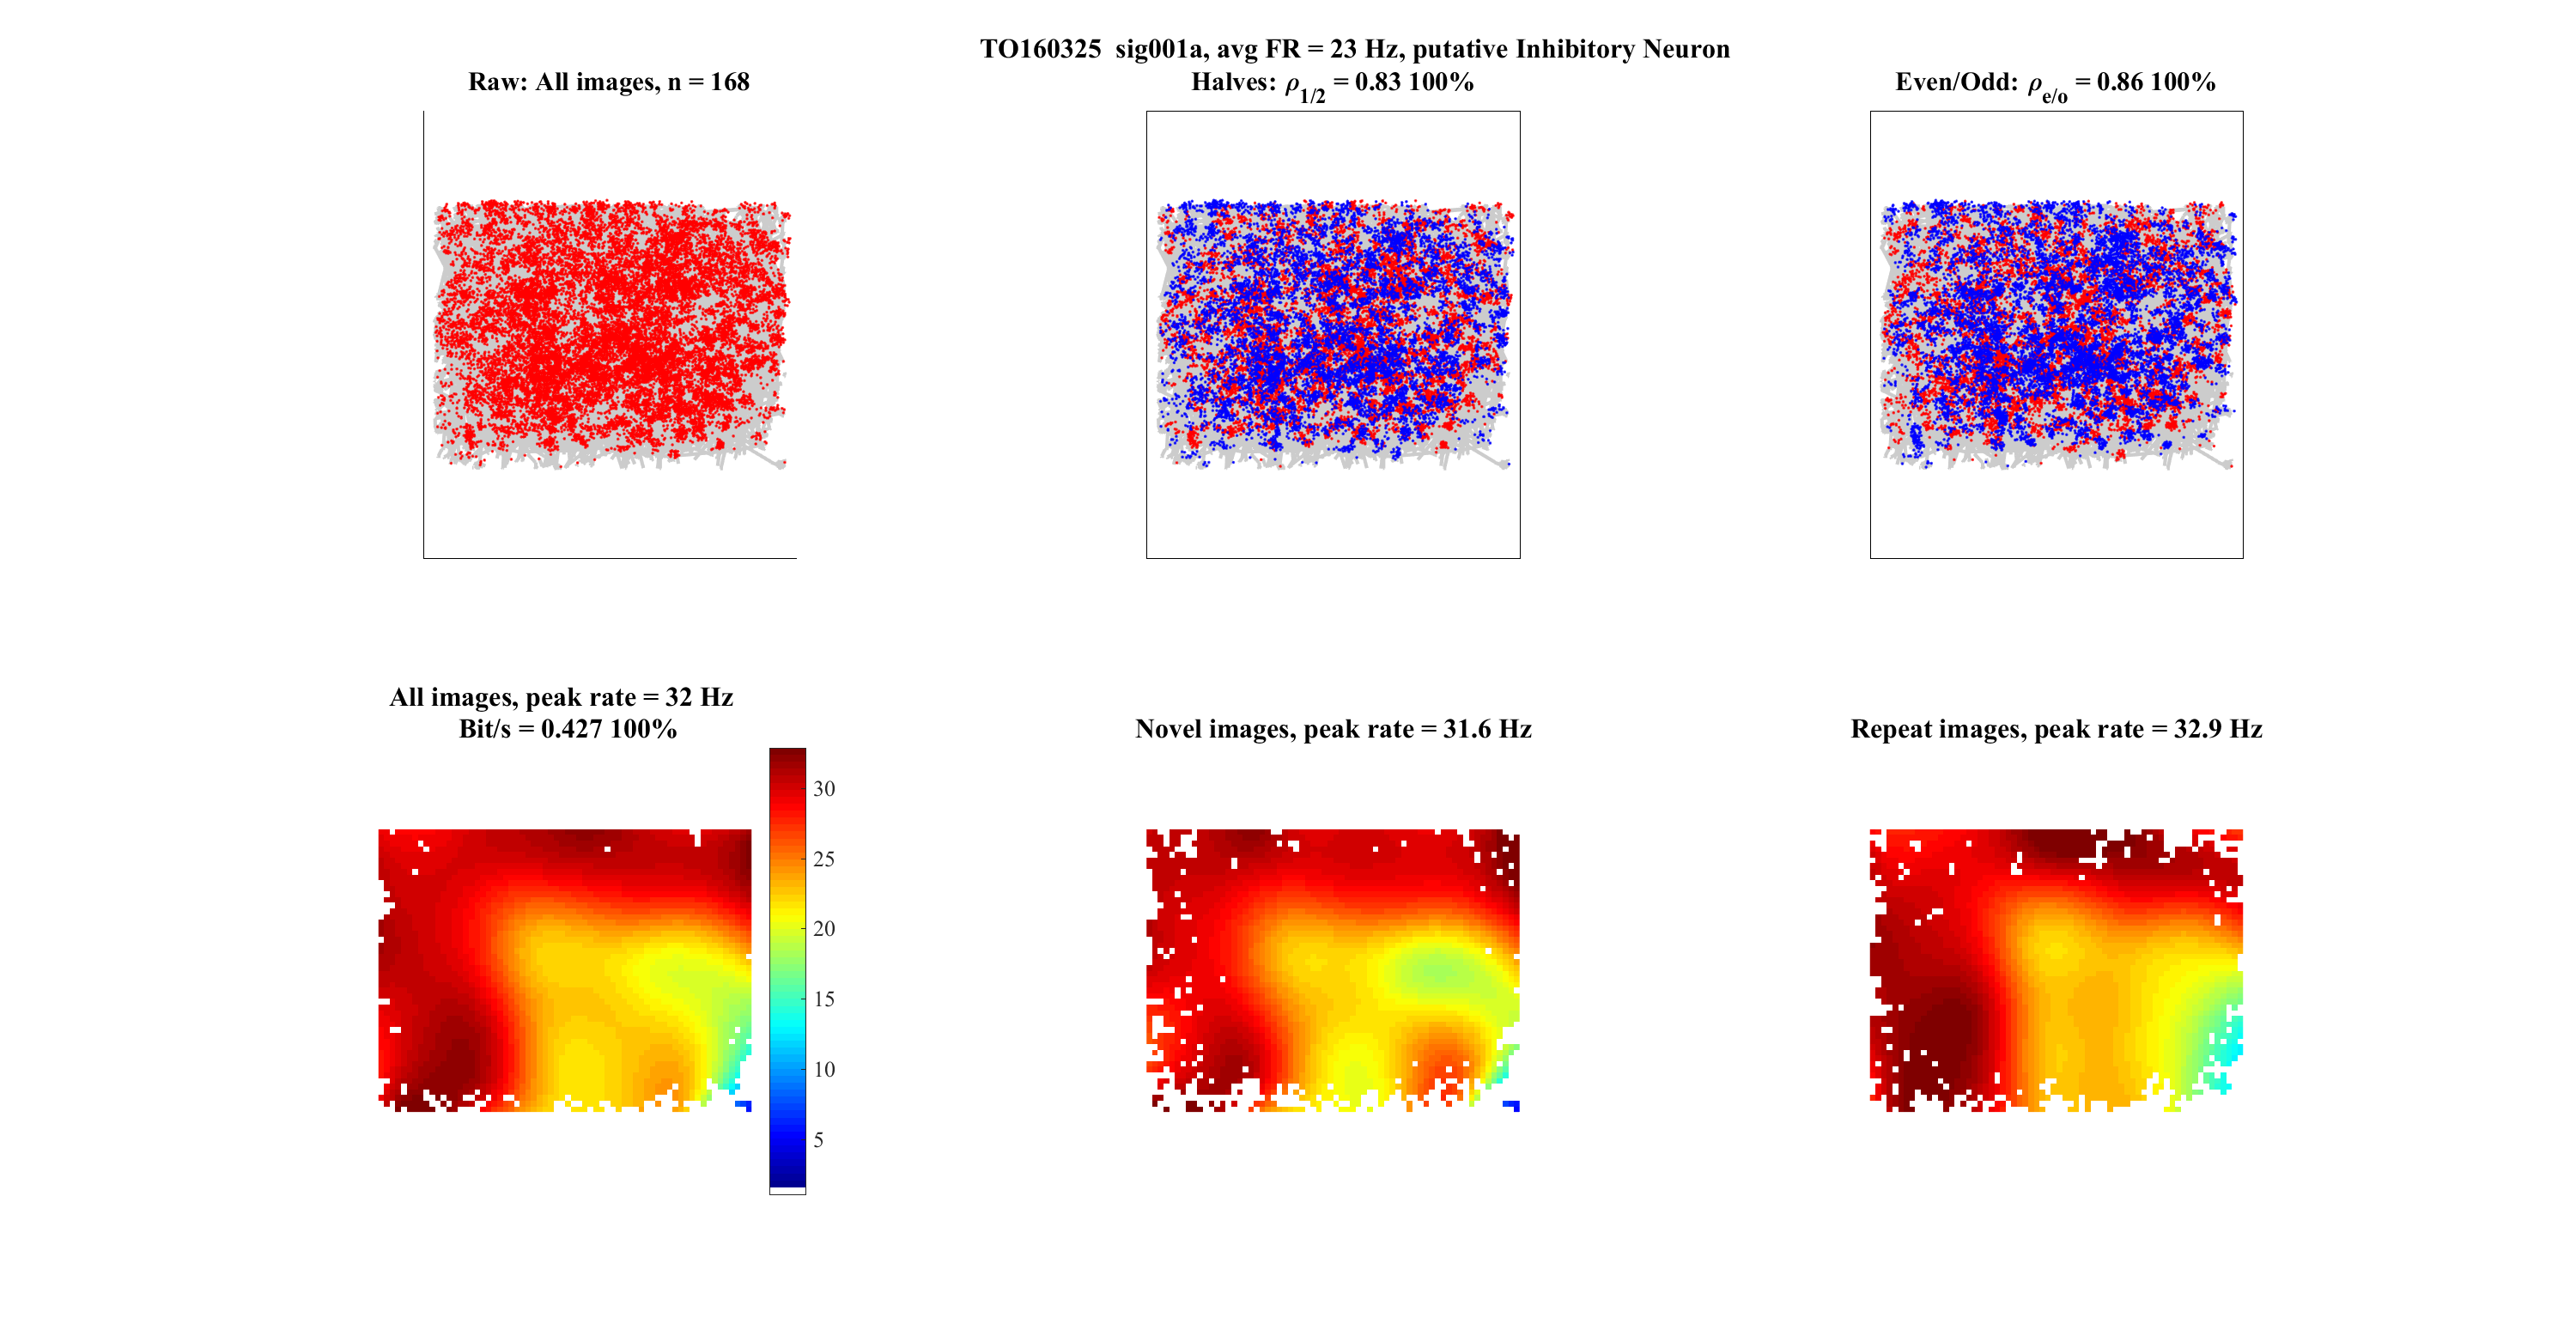 TO160325  sig001a, avg FR = 23 Hz, putative Inhibitory Neuron
Raw: All images, n = 168
Halves: ρ1/2 = 0.83 100%
Even/Odd: ρe/o = 0.86 100%
All images, peak rate = 32 Hz
Bit/s = 0.427 100%
Novel images, peak rate = 31.6 Hz
Repeat images, peak rate = 32.9 Hz
30
25
20
15
10
5